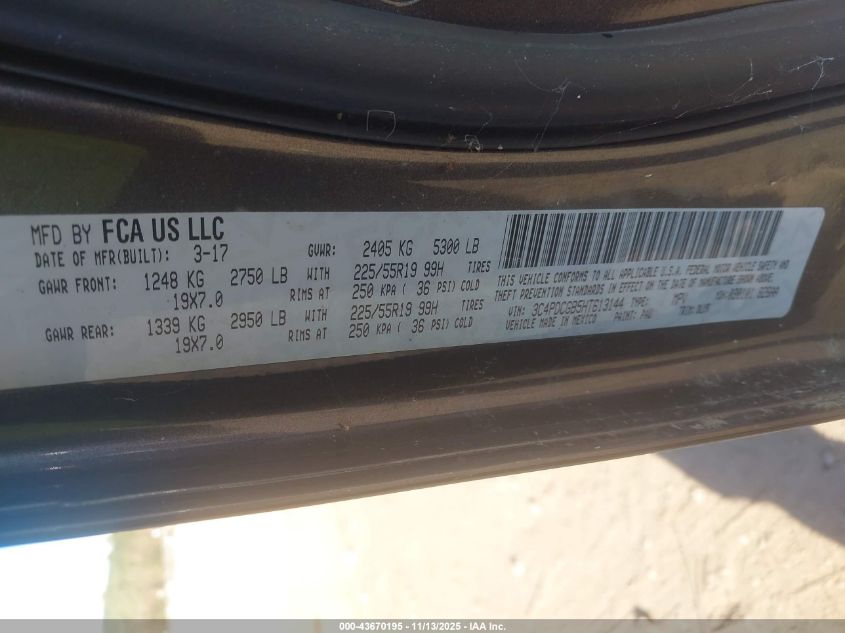 MFD BY FCA US LLC
DATE OF MFR(BUILT): 3-17 GVWR: 2405 KG 5300 LB
GAWR FRONT: 1248 KG 2750 LB WITH 225/55R19 99H TIRES
19X7.0 RIMS AT 250 KPA ( 36 PSI) COLD
GAWR REAR: 1339 KG 2950 LB WITH 225/55R19 99H TIRES
19X7.0 RIMS AT 250 KPA ( 36 PSI) COLD
THIS VEHICLE CONFORMS TO ALL APPLICABLE U.S.A. FEDERAL MOTOR VEHICLE SAFETY AND
THEFT PREVENTION STANDARDS IN EFFECT ON THE DATE OF MANUFACTURE SHOWN ABOVE.
VIN: 3C4PDCGB5HT613144 TYPE: MPV
VEHICLE MADE IN MEXICO PAINT: PAU TRIM:
000-43670195 - 11/13/2025 - IAA Inc.